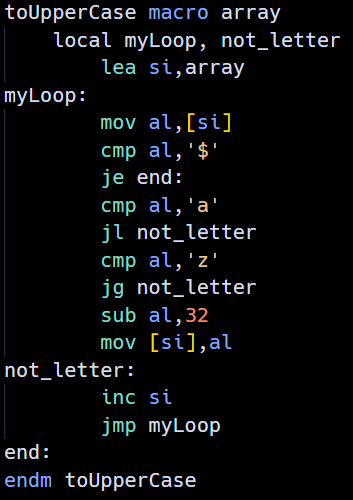 toUpperCase macro array
    local myLoop, not_letter
        lea si,array
myLoop:
        mov al,[si]
        cmp al,'$'
        je end:
        cmp al,'a'
        jl not_letter
        cmp al,'z'
        jg not_letter
        sub al,32
        mov [si],al
not_letter:
        inc si
        jmp myLoop
end:
endm toUpperCase